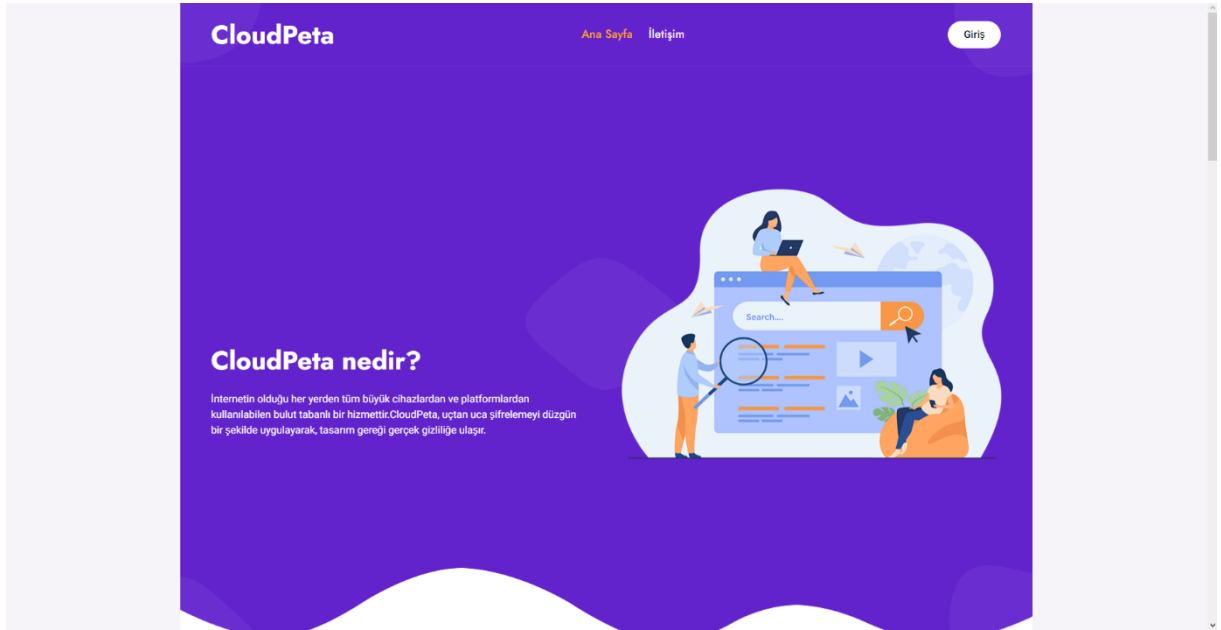 CloudPeta
Ana Sayfa İletişim
Giriş
Search....
CloudPeta nedir?
İnternetin olduğu her yerden tüm büyük cihazlardan ve platformlardan
kullanılabilen bulut tabanlı bir hizmettir.CloudPeta, uçtan uca şifrelemeyi düzgün
bir şekilde uygulayarak, tasarım gereği gerçek gizliliğe ulaşır.